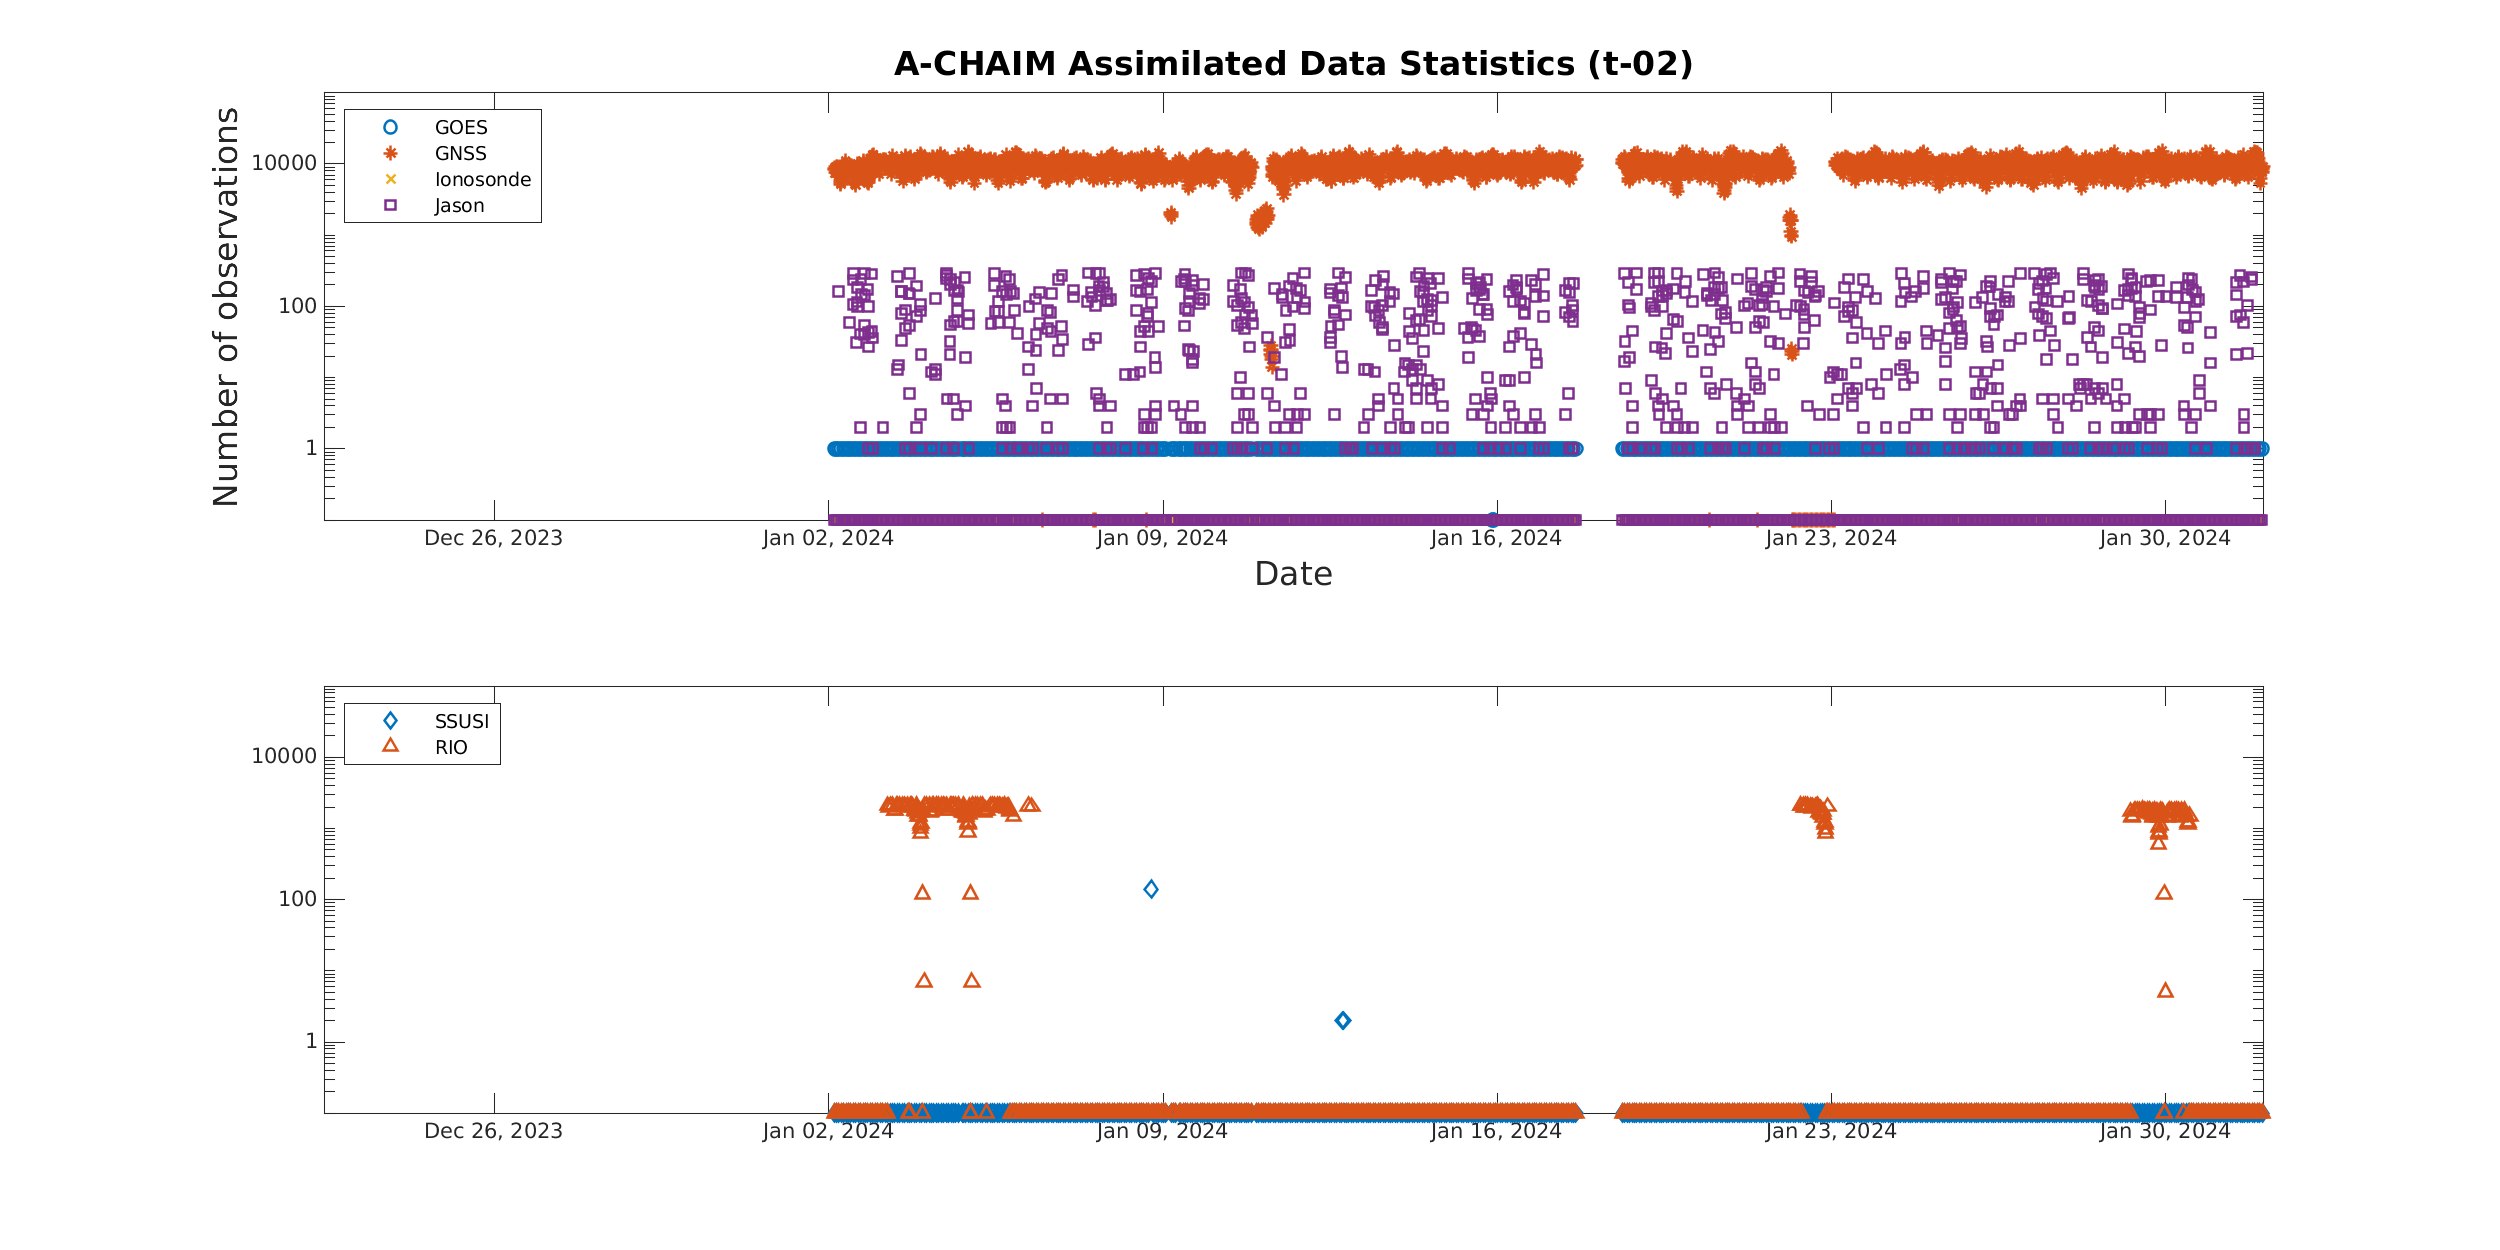 A-CHAIM Assimilated Data Statistics (t-02)
Number of observations
10000
100
1
GOES
GNSS
Ionosonde
Jason
Dec 26, 2023
Jan 02, 2024
Jan 09, 2024
Jan 16, 2024
Jan 23, 2024
Jan 30, 2024
Date
10000
100
1
SSUSI
RIO
Dec 26, 2023
Jan 02, 2024
Jan 09, 2024
Jan 16, 2024
Jan 23, 2024
Jan 30, 2024